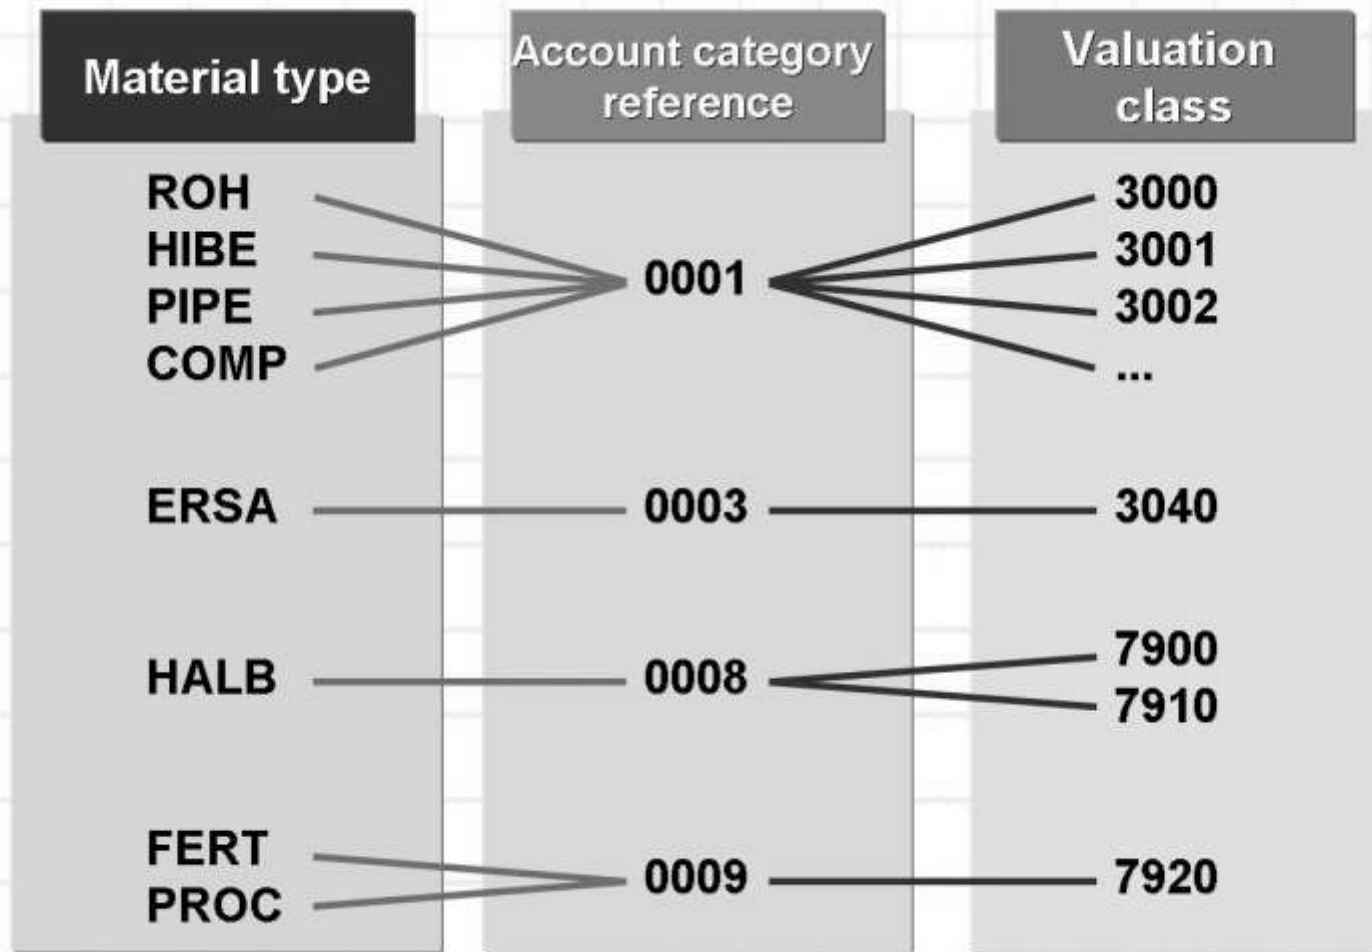 Material type
Account category
reference
Valuation
class
ROH
HIBE
PIPE
COMP
0001
3000
3001
3002
...
ERSA
0003
3040
HALB
0008
7900
7910
FERT
PROC
0009
7920